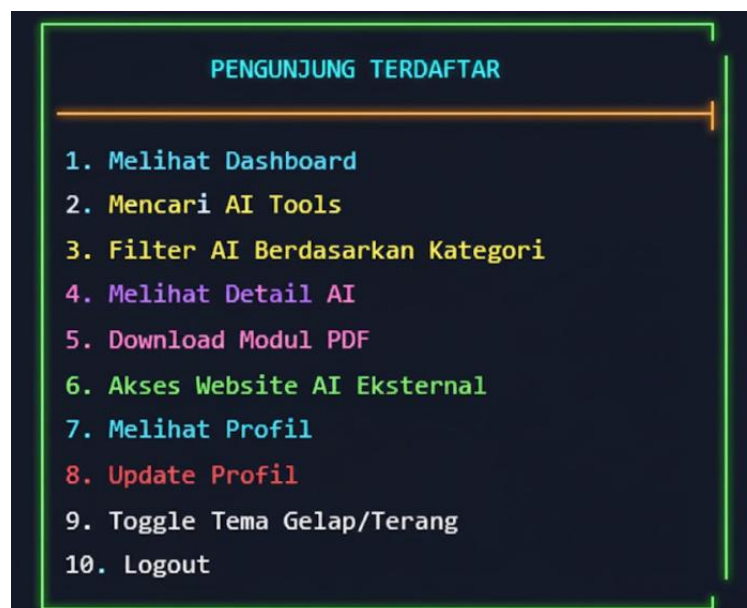 PENGUNJUNG TERDAFTAR
1. Melihat Dashboard
2. Mencari AI Tools
3. Filter AI Berdasarkan Kategori
4. Melihat Detail AI
5. Download Modul PDF
6. Akses Website AI Eksternal
7. Melihat Profil
8. Update Profil
9. Toggle Tema Gelap/Terang
10. Logout